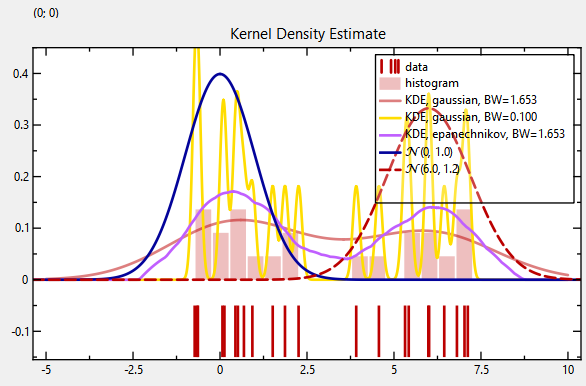 (0; 0)
Kernel Density Estimate
0.4
0.3
0.2
0.1
0
-0.1
-5
-2.5
0
2.5
5
7.5
10
data
histogram
KDE, gaussian, BW=1.653
KDE, gaussian, BW=0.100
KDE, epanechnikov, BW=1.653
𝒩(0, 1.0)
𝒩(6.0, 1.2)